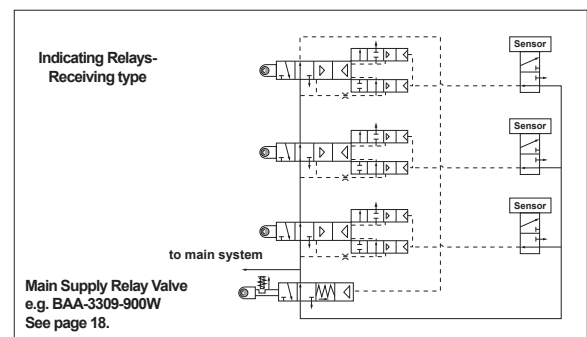 Indicating Relays-
Receiving type
Sensor
Sensor
Sensor
to main system
Main Supply Relay Valve
e.g. BAA-3309-900W
See page 18.